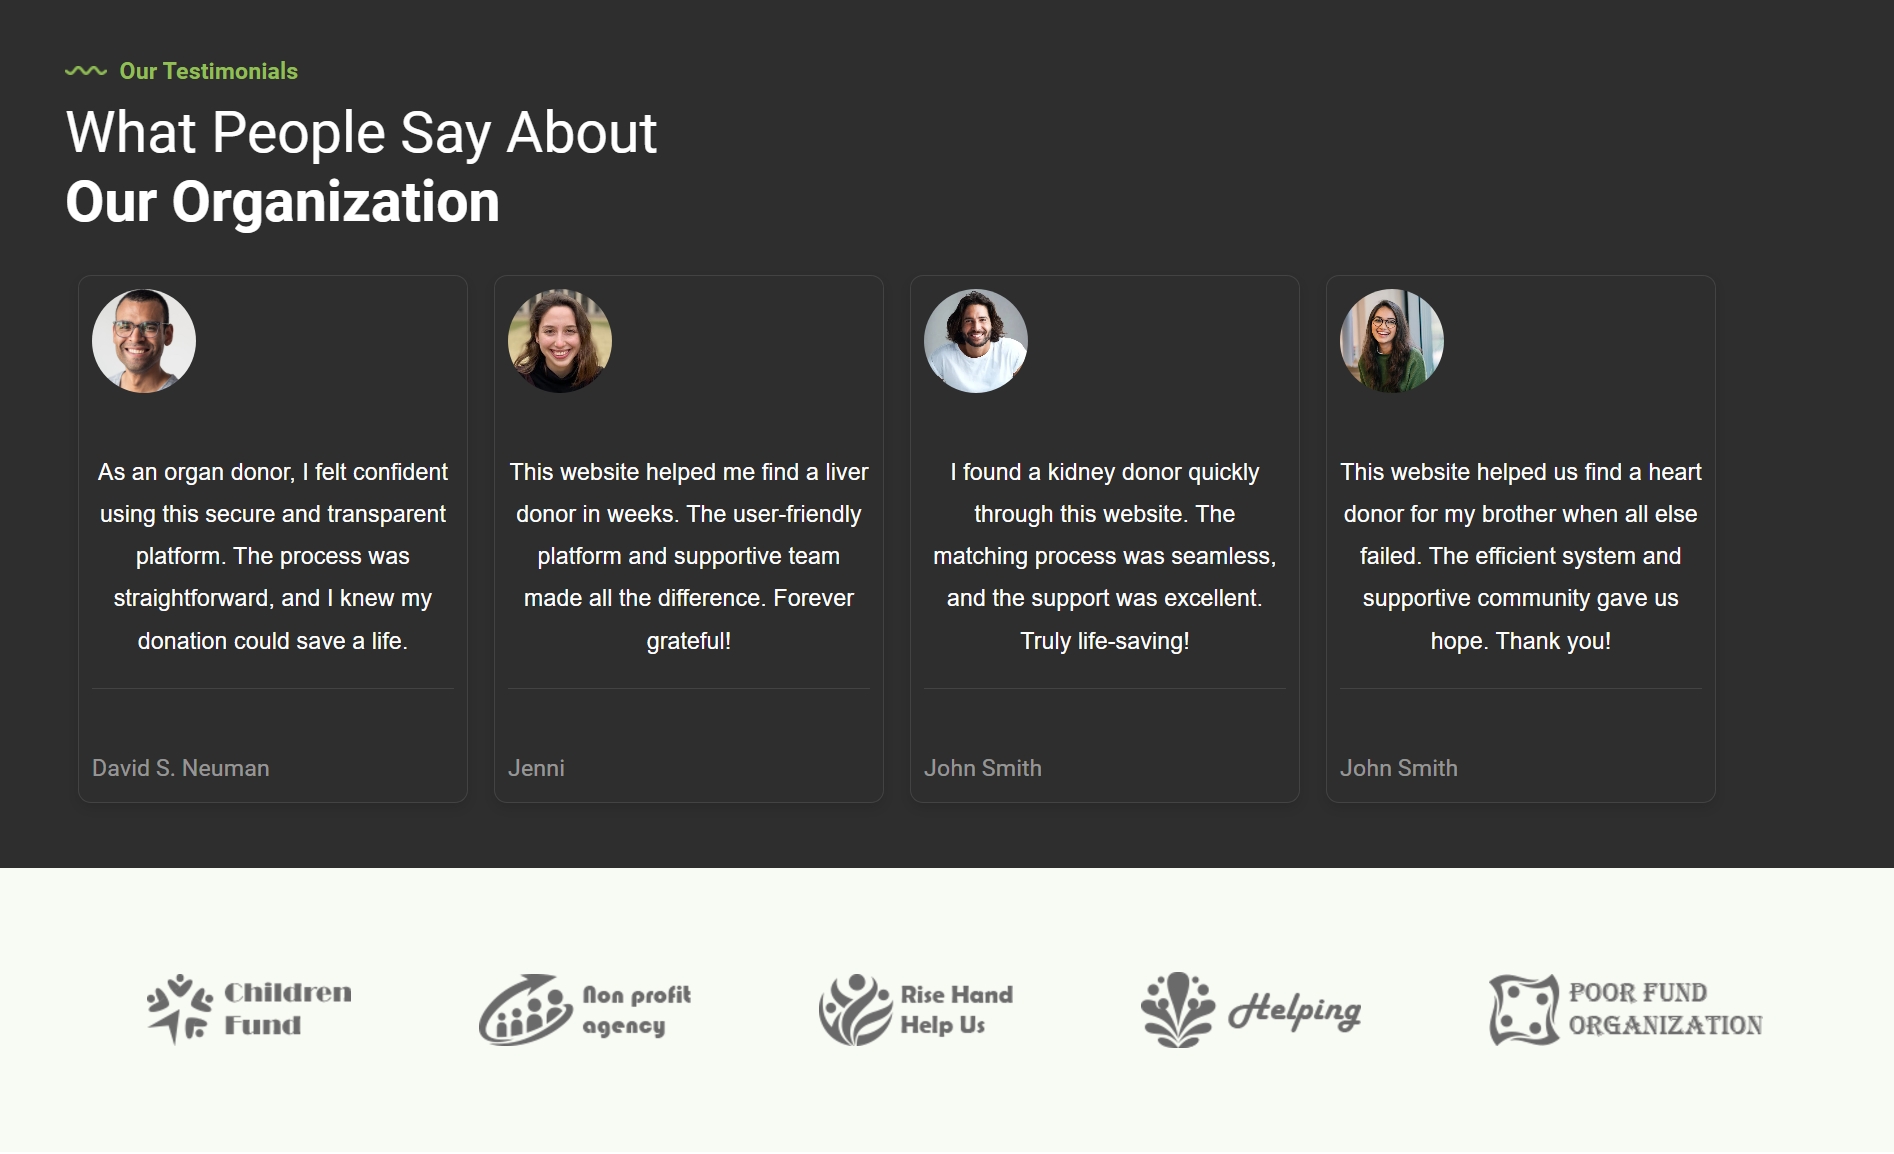 Our Testimonials
What People Say About
Our Organization
As an organ donor, I felt confident
using this secure and transparent
platform. The process was
straightforward, and I knew my
donation could save a life.
David S. Neuman
This website helped me find a liver
donor in weeks. The user-friendly
platform and supportive team
made all the difference. Forever
grateful!
Jenni
I found a kidney donor quickly
through this website. The
matching process was seamless,
and the support was excellent.
Truly life-saving!
John Smith
This website helped us find a heart
donor for my brother when all else
failed. The efficient system and
supportive community gave us
hope. Thank you!
John Smith
Children
Fund
Non profit
agency
Rise Hand
Help Us
Helping
POOR FUND
ORGANIZATION